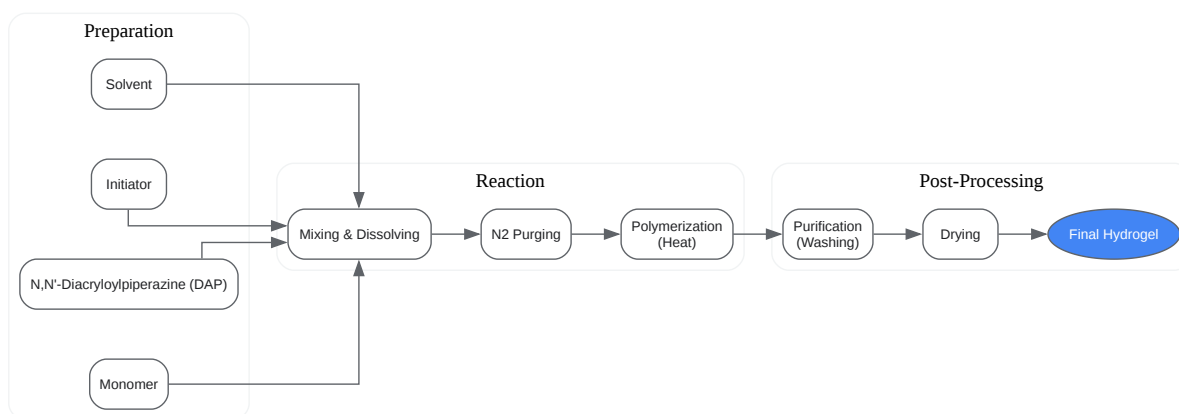 Preparation
Solvent
Initiator
N,N'-Diacryloylpiperazine (DAP)
Monomer
Reaction
Mixing & Dissolving
N2 Purging
Polymerization
(Heat)
Post-Processing
Purification
(Washing)
Drying
Final Hydrogel